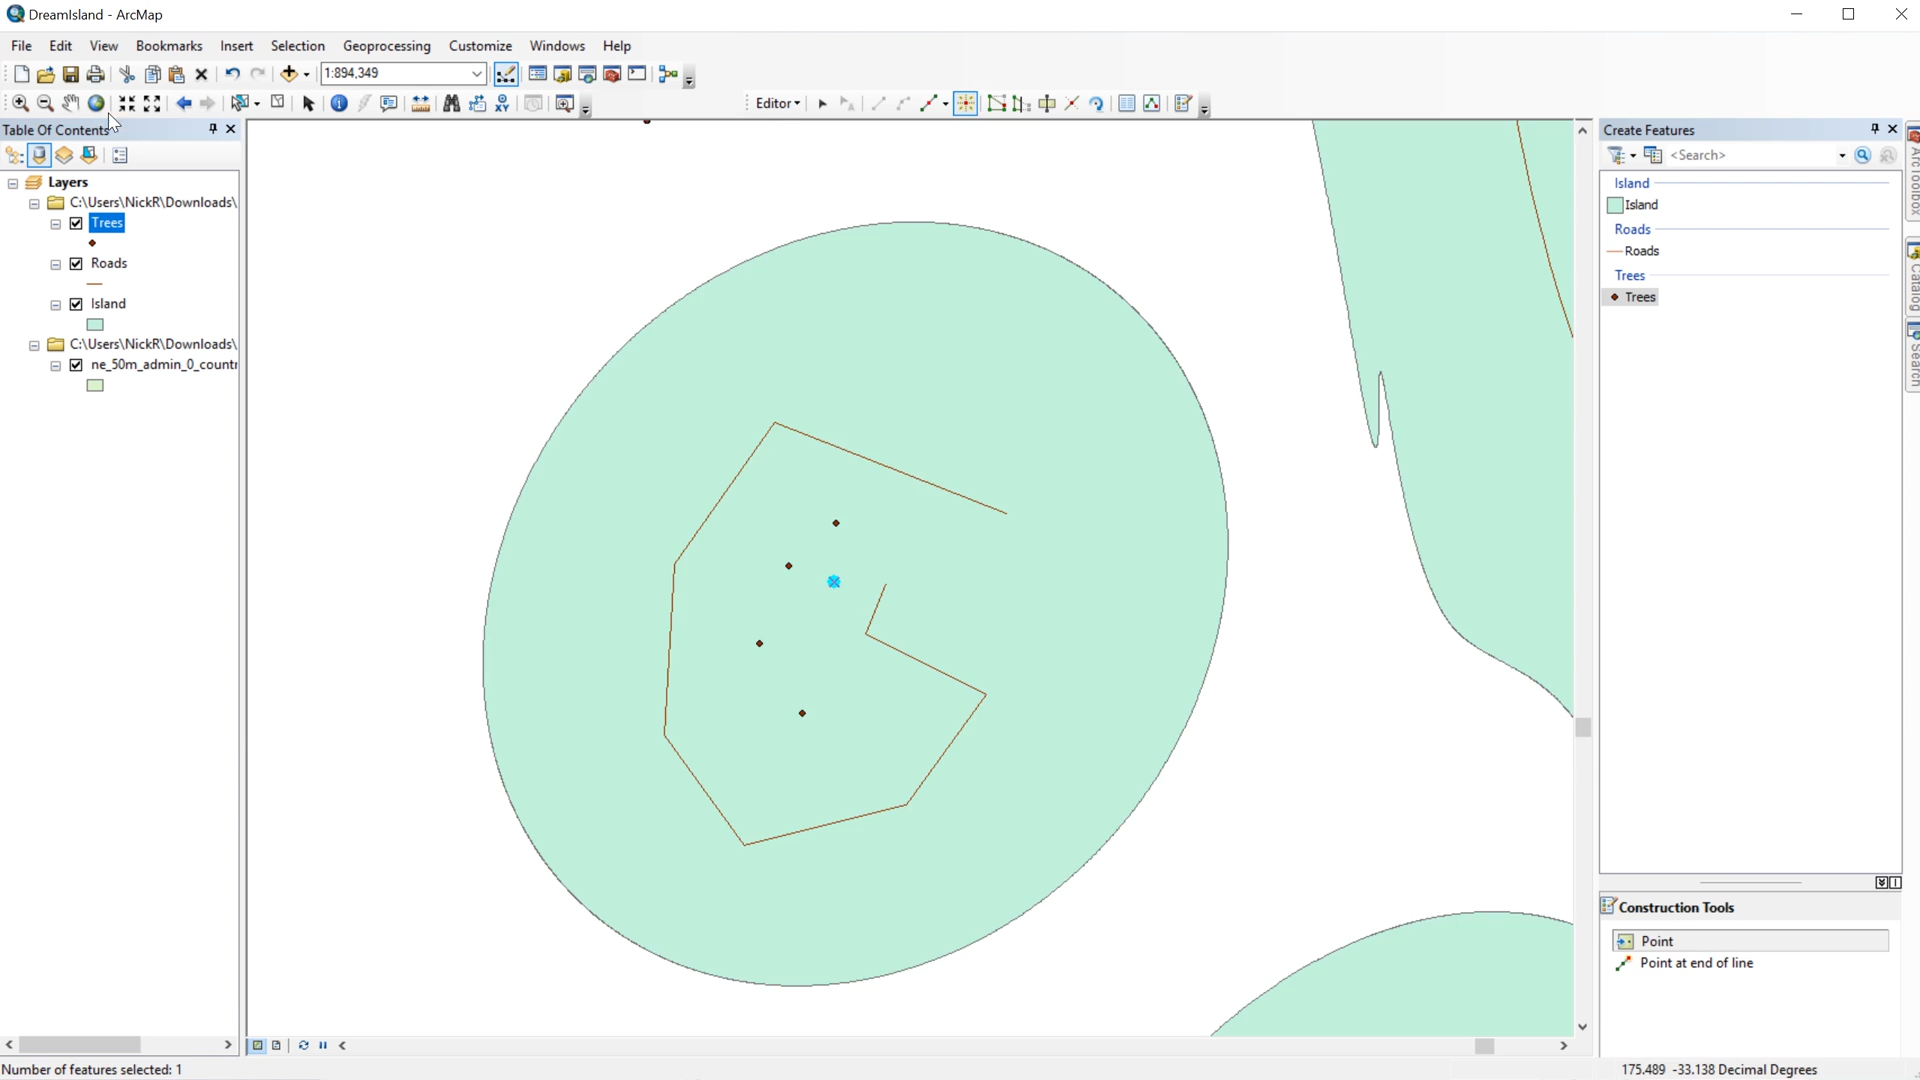 DreamIsland - ArcMap
File Edit View Bookmarks Insert Selection Geoprocessing Customize Windows Help
1:894,349
Editor
Table Of Contents
Layers
C:\Users\NickR\Downloads\
Trees
Roads
Island
C:\Users\NickR\Downloads\
ne_50m_admin_0_countr
Create Features
<Search>
Island
Island
Roads
Roads
Trees
Trees
Construction Tools
Point
Point at end of line
ArcToolbox
Catalog
Search
Number of features selected: 1
175.489 -33.138 Decimal Degrees